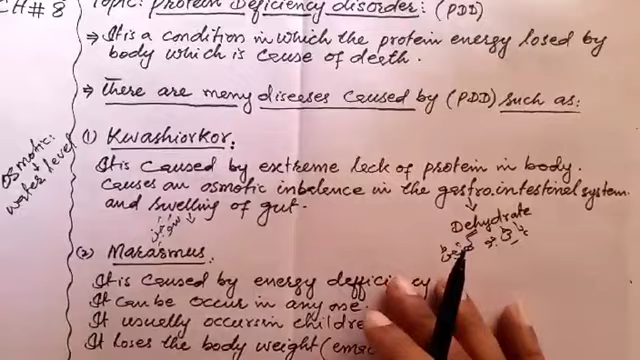 CH# 8
Topic: Protein Deficiency disorder: (PDD)
⇒ It is a condition in which the protein energy losed by
body which is cause of death.
⇒ There are many diseases caused by (PDD) such as:
(1) Kwashiorkor:
It is caused by extreme lack of protein in body.
Causes an osmotic inbalence in the gastro.intestinal system
and swelling of gut.
Osmotic:
water level
سوجن
Dehydrate
(2) Marasmus
It is caused by energy defficiency
It can be occur in any one.
It usually occurs in childre
It loses the body weight (ema